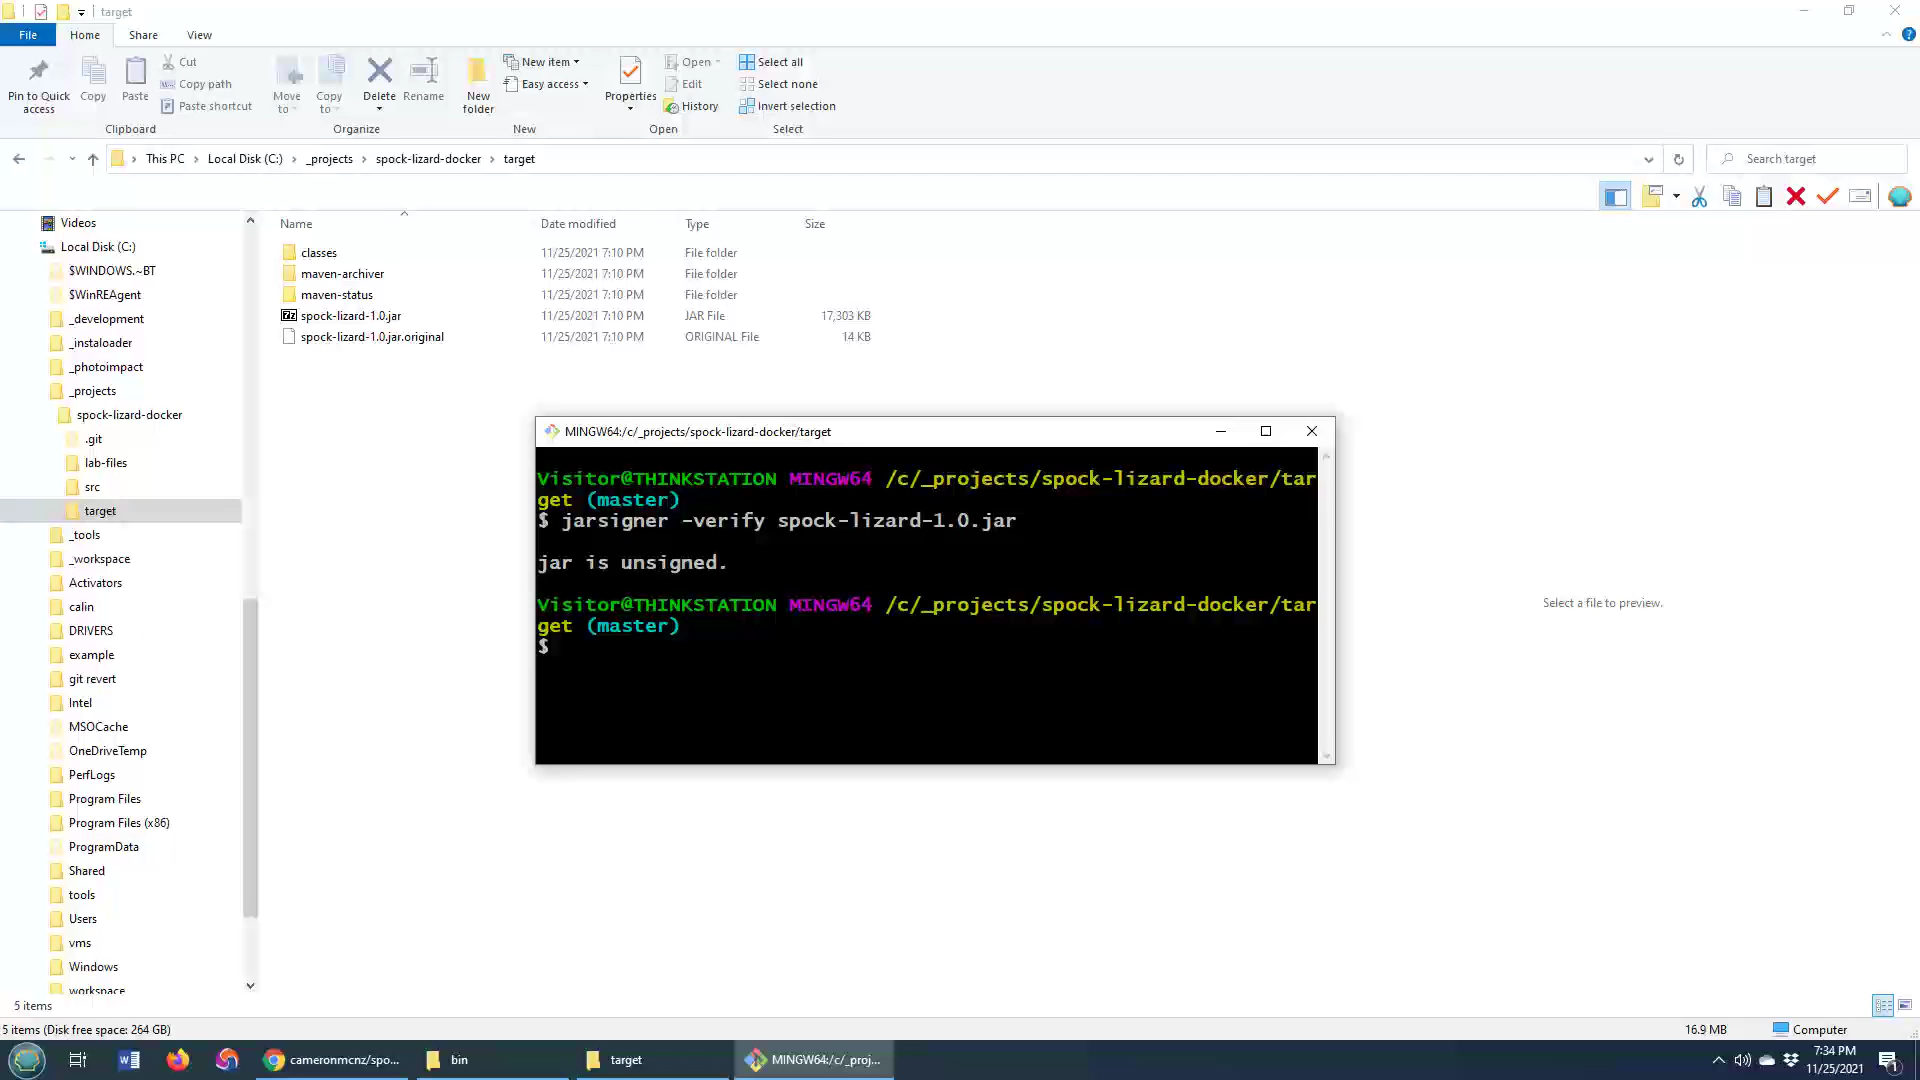 target
File
Home
Share
View
Pin to Quick access
Copy
Paste
Cut
Copy path
Paste shortcut
Clipboard
Move to
Copy to
Delete
Rename
Organize
New folder
New item
Easy access
New
Properties
Open
Edit
History
Open
Select all
Select none
Invert selection
Select
This PC
Local Disk (C:)
_projects
spock-lizard-docker
target
Search target
Videos
Local Disk (C:)
$WINDOWS.~BT
$WinREAgent
_development
_instaloader
_photoimpact
_projects
spock-lizard-docker
.git
lab-files
src
target
_tools
_workspace
Activators
calin
DRIVERS
example
git revert
Intel
MSOCache
OneDriveTemp
PerfLogs
Program Files
Program Files (x86)
ProgramData
Shared
tools
Users
vms
Windows
workspace
Name Date modified Type Size
classes 11/25/2021 7:10 PM File folder
maven-archiver 11/25/2021 7:10 PM File folder
maven-status 11/25/2021 7:10 PM File folder
spock-lizard-1.0.jar 11/25/2021 7:10 PM JAR File 17,303 KB
spock-lizard-1.0.jar.original 11/25/2021 7:10 PM ORIGINAL File 14 KB
MINGW64:/c/_projects/spock-lizard-docker/target
Visitor@THINKSTATION MINGW64 /c/_projects/spock-lizard-docker/tar
get (master)
$ jarsigner -verify spock-lizard-1.0.jar
jar is unsigned.
Visitor@THINKSTATION MINGW64 /c/_projects/spock-lizard-docker/tar
get (master)
$
Select a file to preview.
5 items
5 items (Disk free space: 264 GB)
16.9 MB
Computer
cameronmcnz/spo...
bin
target
MINGW64:/c/_proj...
7:34 PM
11/25/2021
1